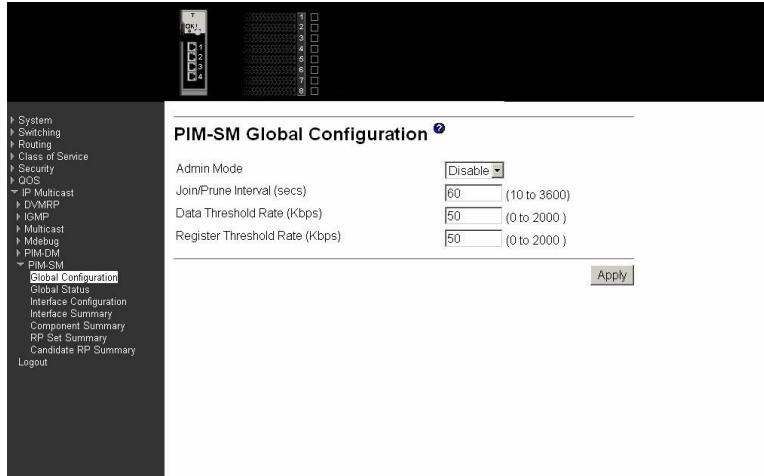 T
OK!
1
2
3
4
1
2
3
4
5
6
7
8
System
Switching
Routing
Class of Service
Security
QOS
IP Multicast
DVMRP
IGMP
Multicast
Mdebug
PIM-DM
PIM-SM
Global Configuration
Global Status
Interface Configuration
Interface Summary
Component Summary
RP Set Summary
Candidate RP Summary
Logout
PIM-SM Global Configuration ?
Admin Mode Disable
Join/Prune Interval (secs) 60 (10 to 3600)
Data Threshold Rate (Kbps) 50 (0 to 2000 )
Register Threshold Rate (Kbps) 50 (0 to 2000 )
Apply